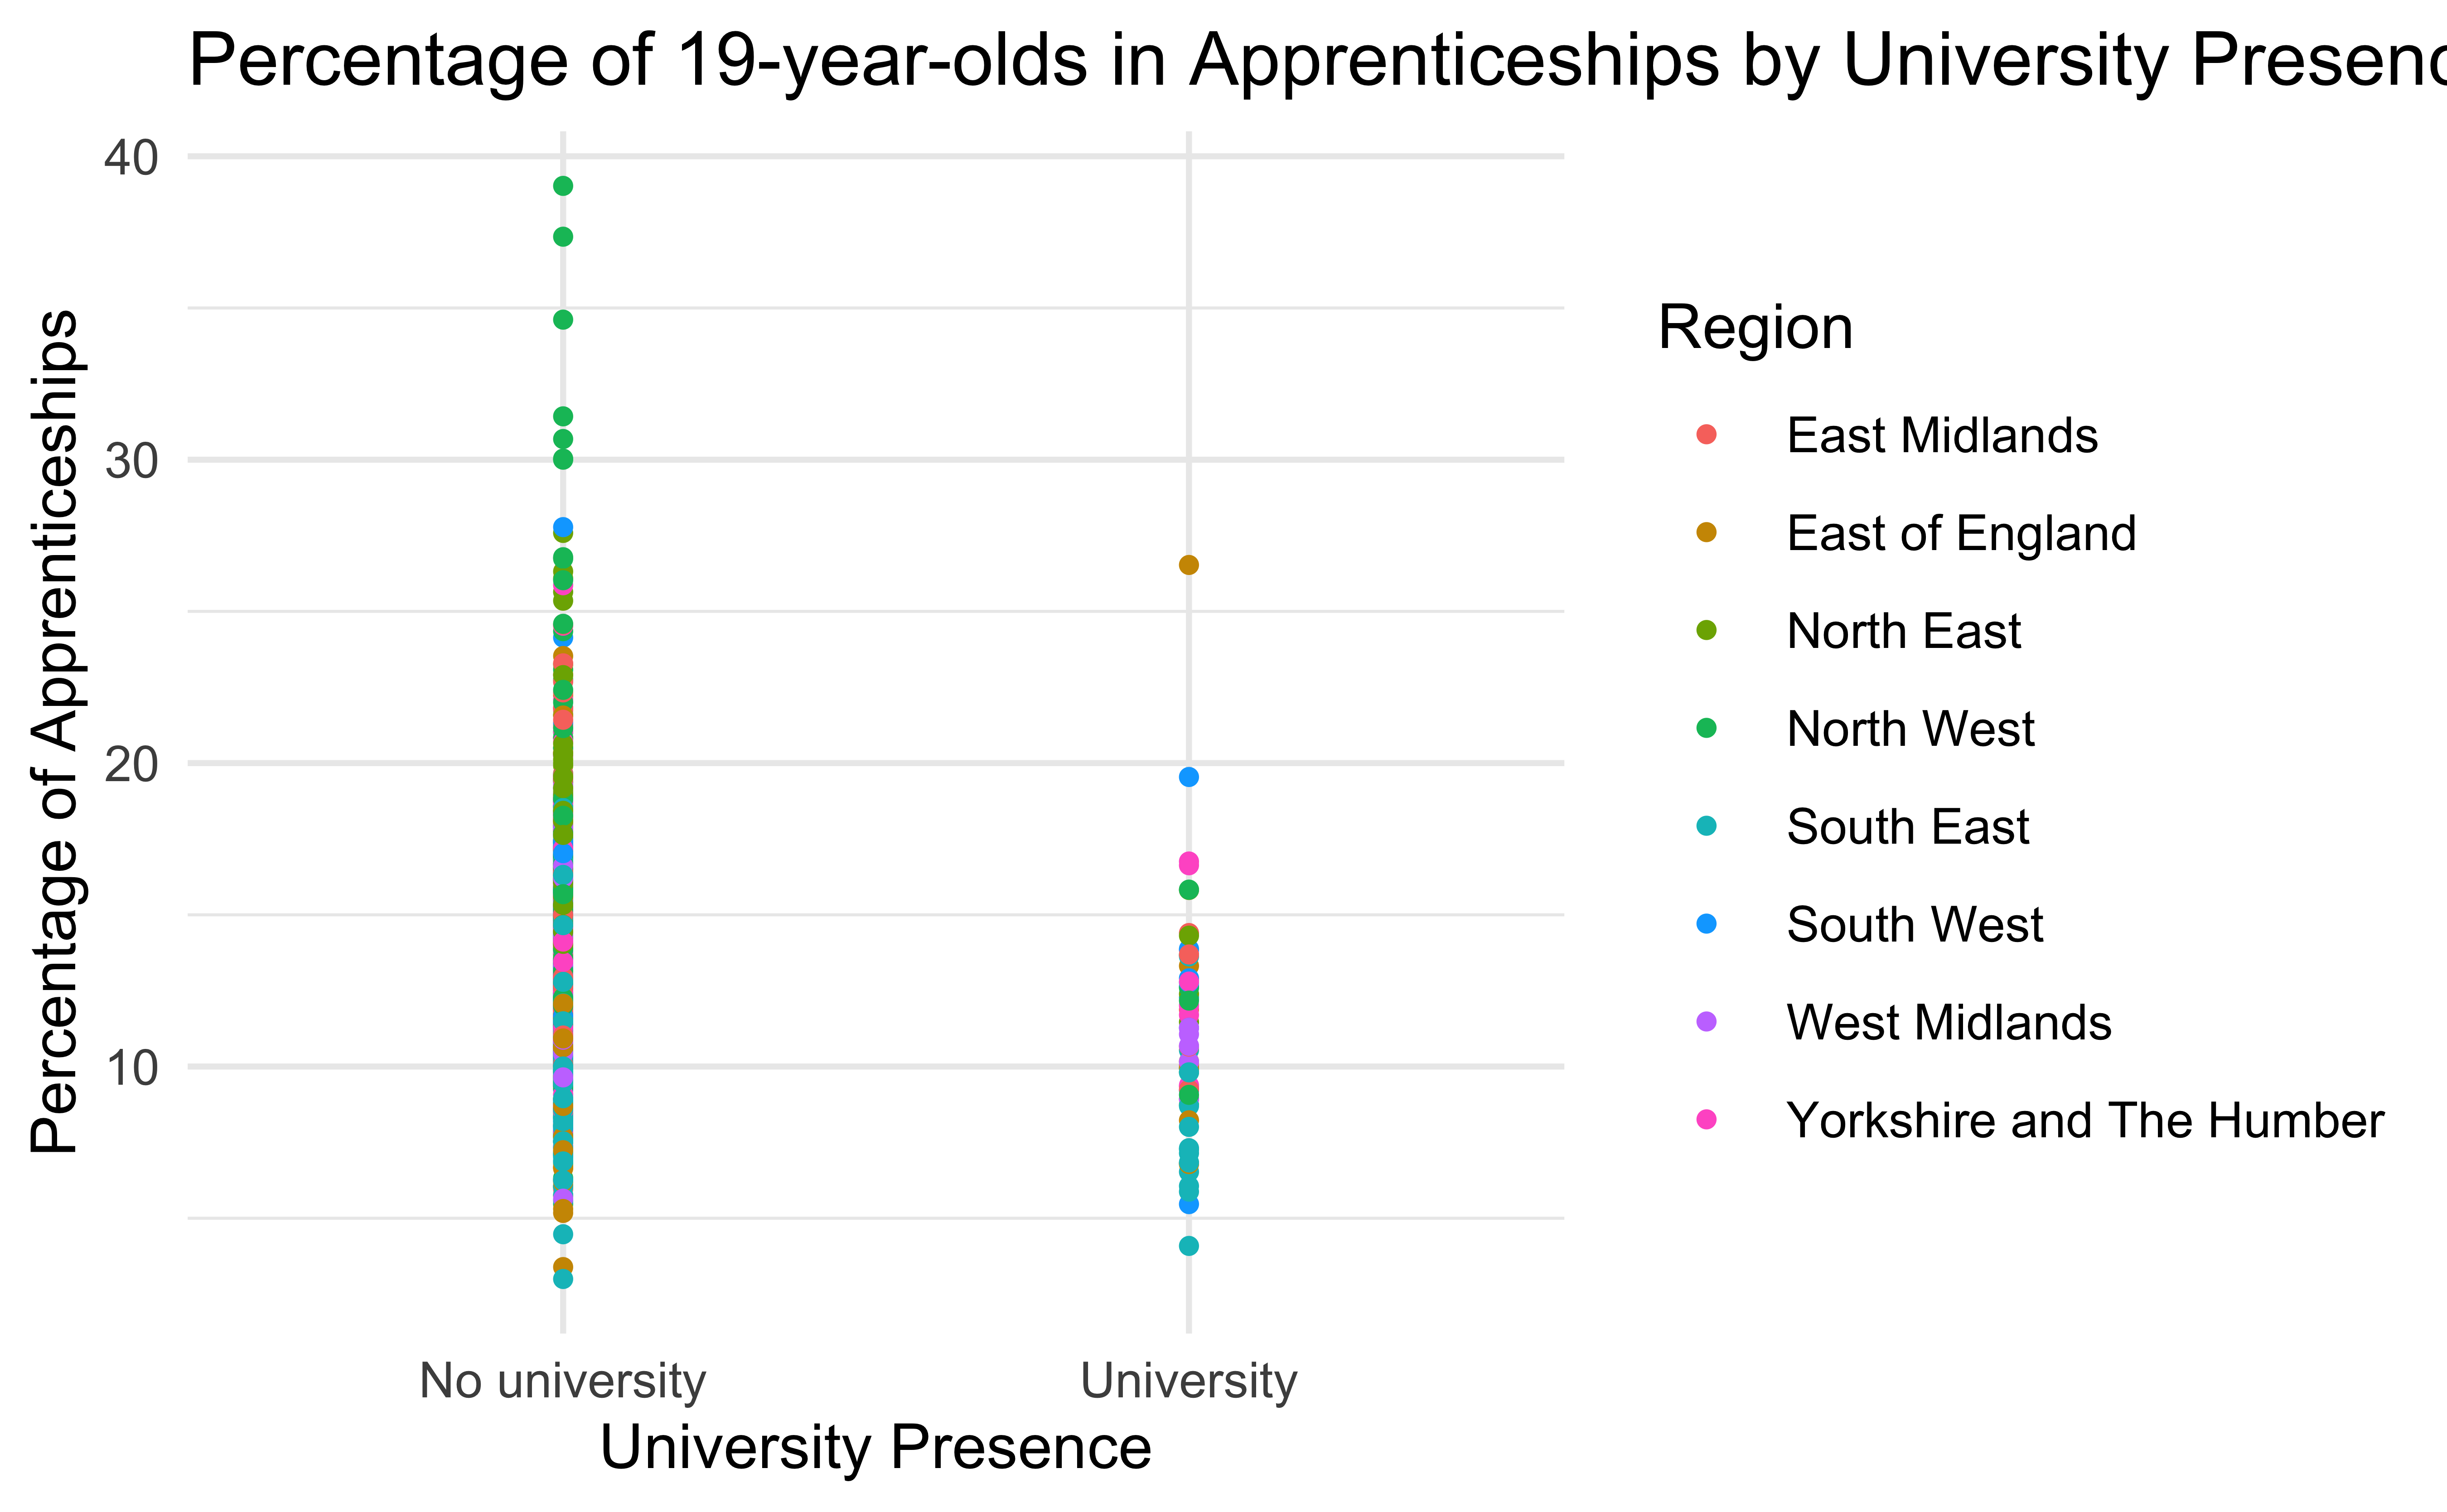 Percentage of 19-year-olds in Apprenticeships by University Presenc
40
30
20
10
Percentage of Apprenticeships
No university
University
University Presence
Region
East Midlands
East of England
North East
North West
South East
South West
West Midlands
Yorkshire and The Humber